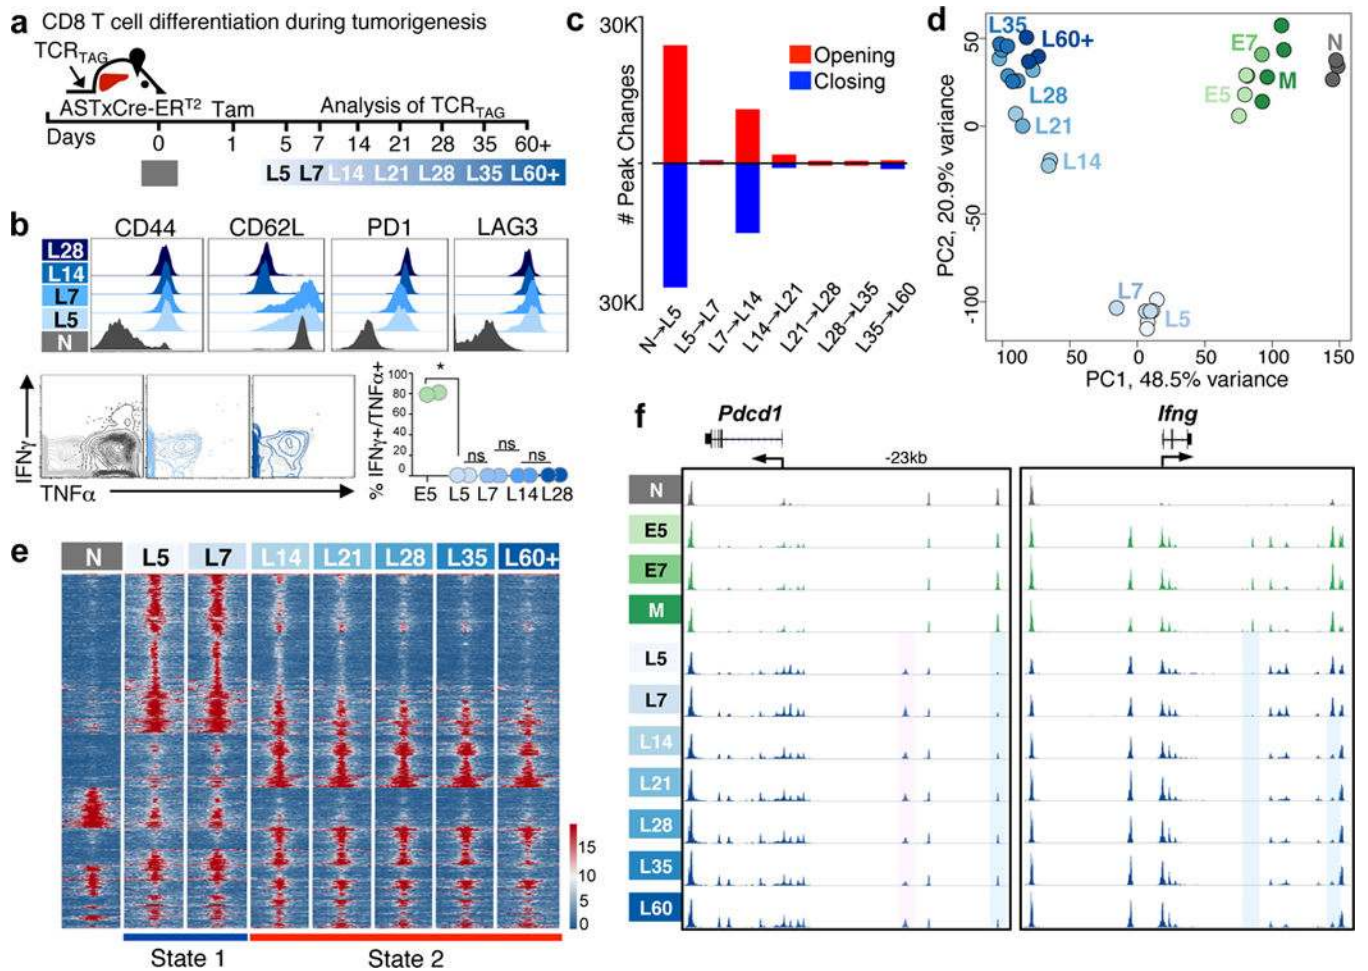 a CD8 T cell differentiation during tumorigenesis
TCRTAG
ASTxCre-ERT2 Tam Analysis of TCRTAG
Days 0 1 5 7 14 21 28 35 60+
L5 L7 L14 L21 L28 L35 L60+
b
CD44 CD62L PD1 LAG3
L28
L14
L7
L5
N
IFNγ
TNFα
% IFNγ+/TNFα+
100
80
60
40
20
0
*
ns ns ns
E5 L5 L7 L14 L28
c
30K
# Peak Changes
30K
Opening
Closing
N→L5
L5→L7
L7→L14
L14→L21
L21→L28
L28→L35
L35→L60
d
PC2, 20.9% variance
50
0
-50
-100
L35
L60+
L28
L21
L14
L7
L5
E7
E5
M
N
100 50 0 50 100 150
PC1, 48.5% variance
e
N L5 L7 L14 L21 L28 L35 L60+
15
10
5
0
State 1 State 2
f
Pdcd1 Ifng
-23kb
N
E5
E7
M
L5
L7
L14
L21
L28
L35
L60